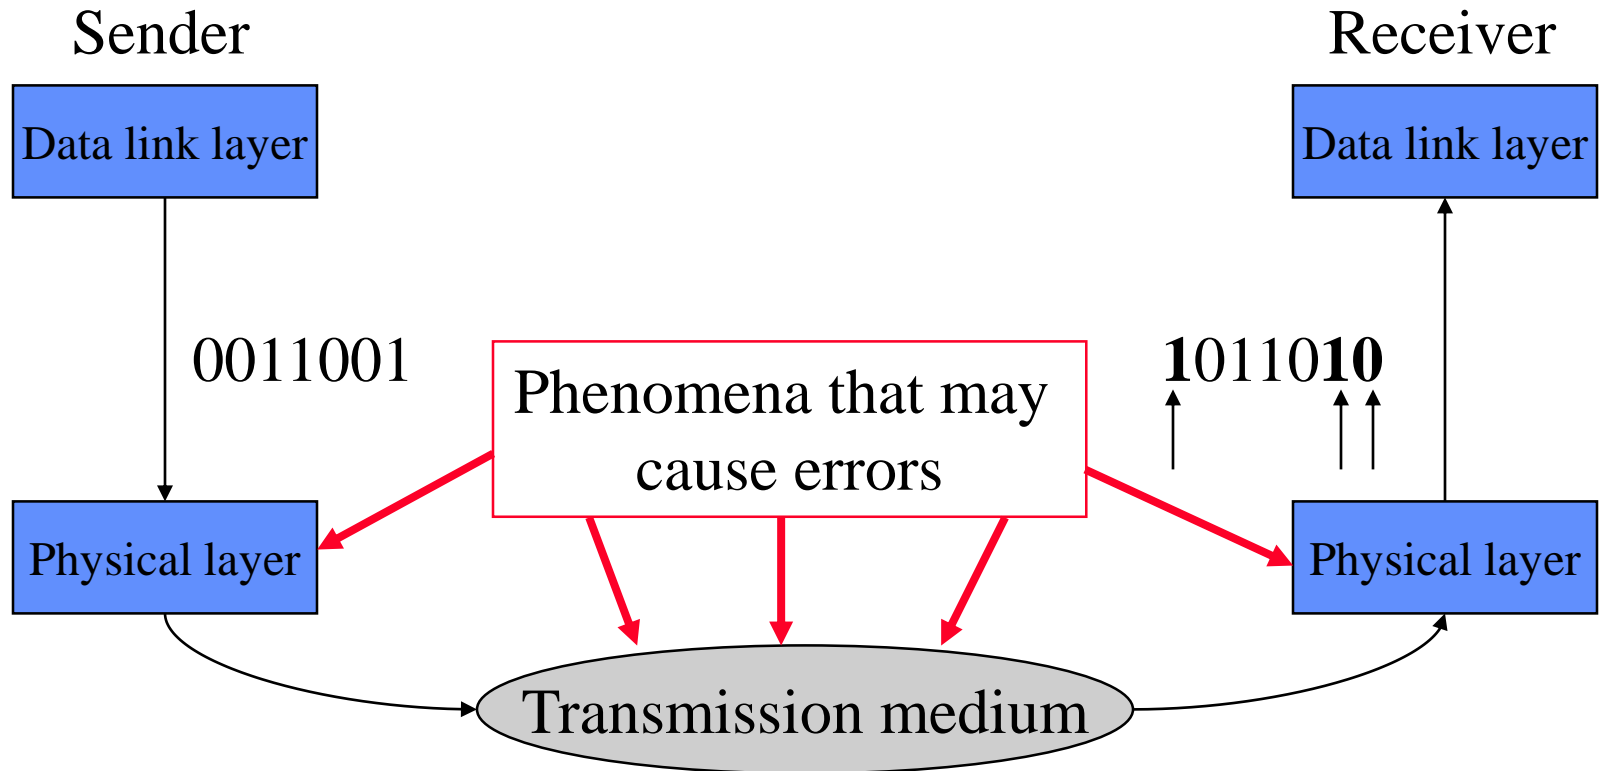 Sender
Receiver
Data link layer
Data link layer
0011001
1011010
Phenomena that may
cause errors
Physical layer
Physical layer
Transmission medium